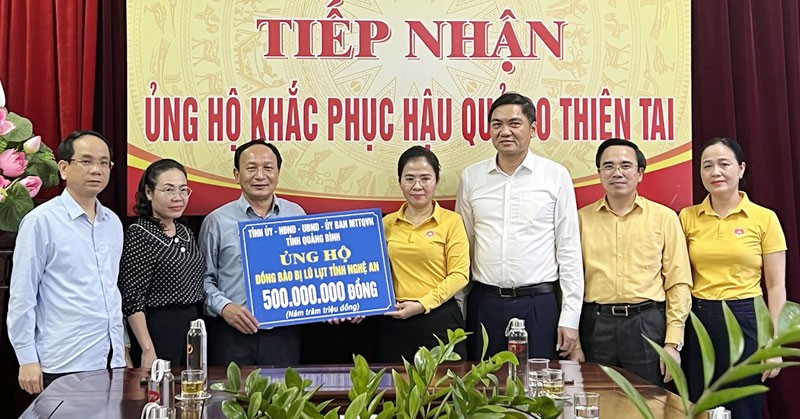 TIẾP NHẬN
ỦNG HỘ KHẮC PHỤC HẬU QUẢ DO THIÊN TAI
TỈNH ỦY - HĐND - UBND - ỦY BAN MTTQVN
TỈNH QUẢNG BÌNH
ỦNG HỘ
ĐỒNG BÀO BỊ LŨ LỤT TỈNH NGHỆ AN
500.000.000 ĐỒNG
(Năm trăm triệu đồng)